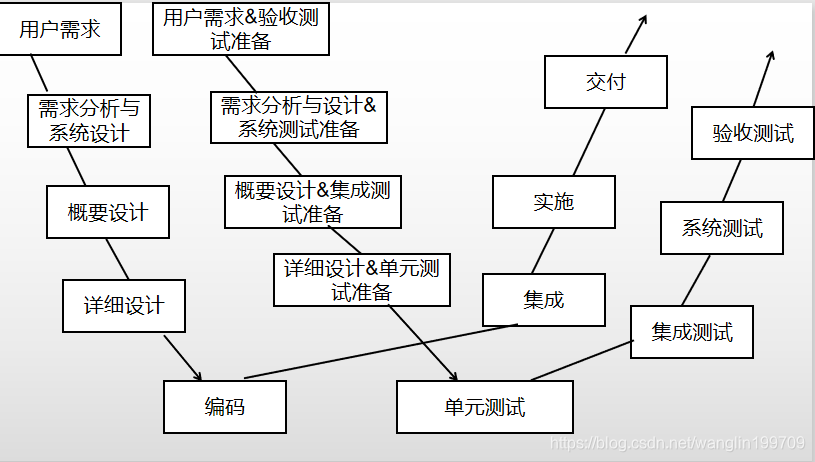 用户需求
用户需求&验收测
试准备
需求分析与
系统设计
需求分析与设计&
系统测试准备
概要设计
概要设计&集成测
试准备
详细设计
详细设计&单元测
试准备
编码
单元测试
集成
集成测试
实施
系统测试
交付
验收测试
https://blog.csdn.net/wanglin199709